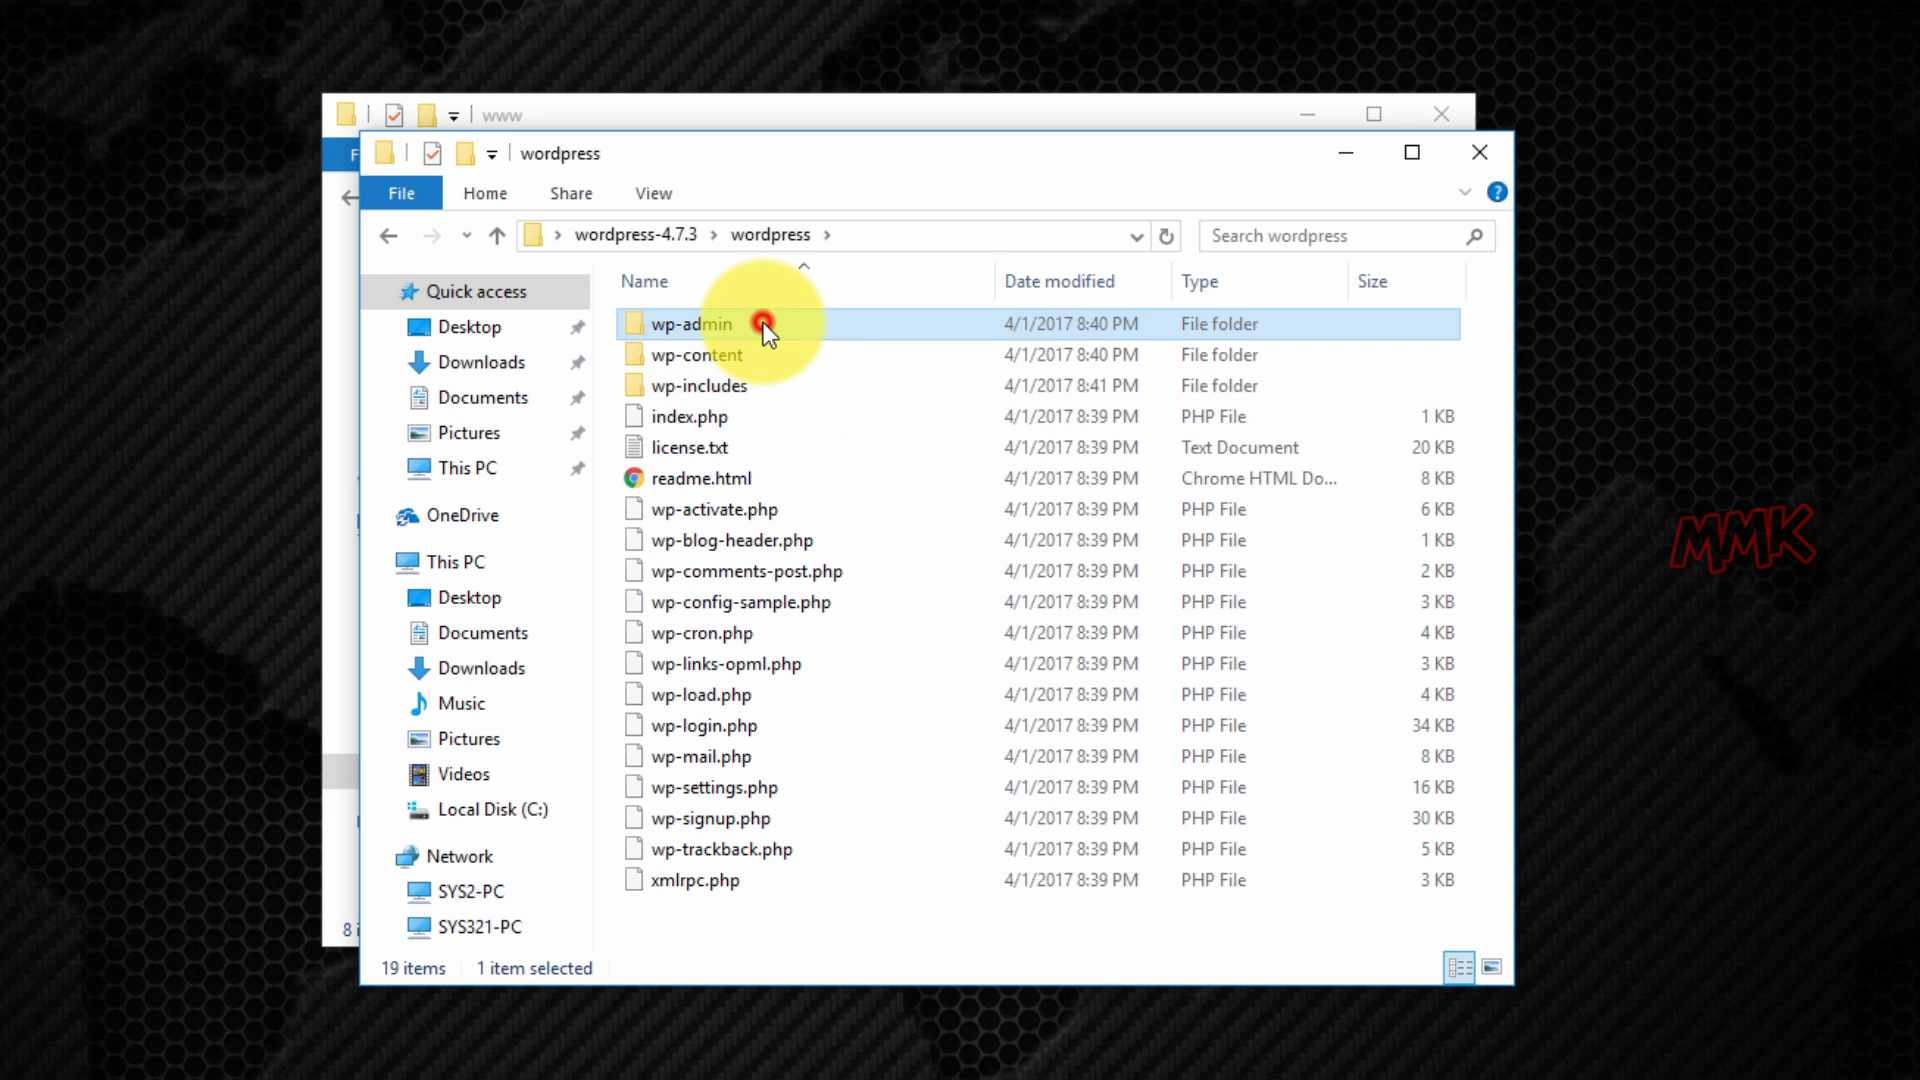 www
F
wordpress
File Home Share View
wordpress-4.7.3 wordpress
Search wordpress
Name Date modified Type Size
Quick access
Desktop
Downloads
Documents
Pictures
This PC
OneDrive
This PC
Desktop
Documents
Downloads
Music
Pictures
Videos
Local Disk (C:)
Network
SYS2-PC
SYS321-PC
wp-admin 4/1/2017 8:40 PM File folder
wp-content 4/1/2017 8:40 PM File folder
wp-includes 4/1/2017 8:41 PM File folder
index.php 4/1/2017 8:39 PM PHP File 1 KB
license.txt 4/1/2017 8:39 PM Text Document 20 KB
readme.html 4/1/2017 8:39 PM Chrome HTML Do... 8 KB
wp-activate.php 4/1/2017 8:39 PM PHP File 6 KB
wp-blog-header.php 4/1/2017 8:39 PM PHP File 1 KB
wp-comments-post.php 4/1/2017 8:39 PM PHP File 2 KB
wp-config-sample.php 4/1/2017 8:39 PM PHP File 3 KB
wp-cron.php 4/1/2017 8:39 PM PHP File 4 KB
wp-links-opml.php 4/1/2017 8:39 PM PHP File 3 KB
wp-load.php 4/1/2017 8:39 PM PHP File 4 KB
wp-login.php 4/1/2017 8:39 PM PHP File 34 KB
wp-mail.php 4/1/2017 8:39 PM PHP File 8 KB
wp-settings.php 4/1/2017 8:39 PM PHP File 16 KB
wp-signup.php 4/1/2017 8:39 PM PHP File 30 KB
wp-trackback.php 4/1/2017 8:39 PM PHP File 5 KB
xmlrpc.php 4/1/2017 8:39 PM PHP File 3 KB
8 i
19 items 1 item selected
MMK